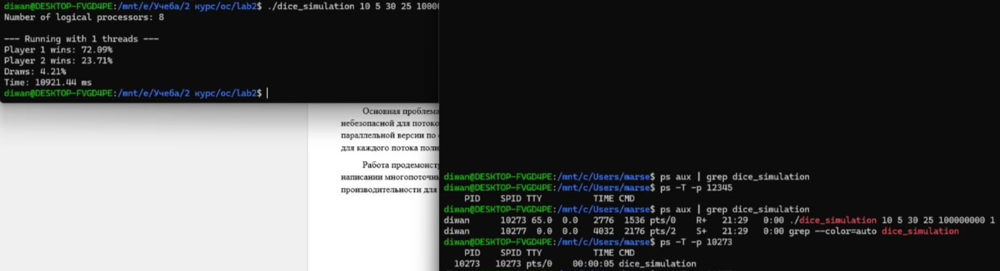 diwan@DESKTOP-FVGD4PE:/mnt/e/Учеба/2 курс/ос/lab2$ ./dice_simulation 10 5 30 25 1000
Number of logical processors: 8
--- Running with 1 threads ---
Player 1 wins: 72.09%
Player 2 wins: 23.71%
Draws: 4.21%
Time: 10921.44 ms
diwan@DESKTOP-FVGD4PE:/mnt/e/Учеба/2 курс/ос/lab2$
Основная проблема
небезопасной для потоко
параллельной версии по
для каждого потока полн
Работа продемонст
написании многопоточн
производительности для
diwan@DESKTOP-FVGD4PE:/mnt/c/Users/marse$ ps aux | grep dice_simulation
diwan@DESKTOP-FVGD4PE:/mnt/c/Users/marse$ ps -T -p 12345
PID SPID TTY TIME CMD
diwan@DESKTOP-FVGD4PE:/mnt/c/Users/marse$ ps aux | grep dice_simulation
diwan 10273 65.0 0.0 2776 1536 pts/0 R+ 21:29 0:00 ./dice_simulation 10 5 30 25 100000000 1
diwan 10277 0.0 0.0 4032 2176 pts/2 S+ 21:29 0:00 grep --color=auto dice_simulation
diwan@DESKTOP-FVGD4PE:/mnt/c/Users/marse$ ps -T -p 10273
PID SPID TTY TIME CMD
10273 10273 pts/0 00:00:05 dice_simulation